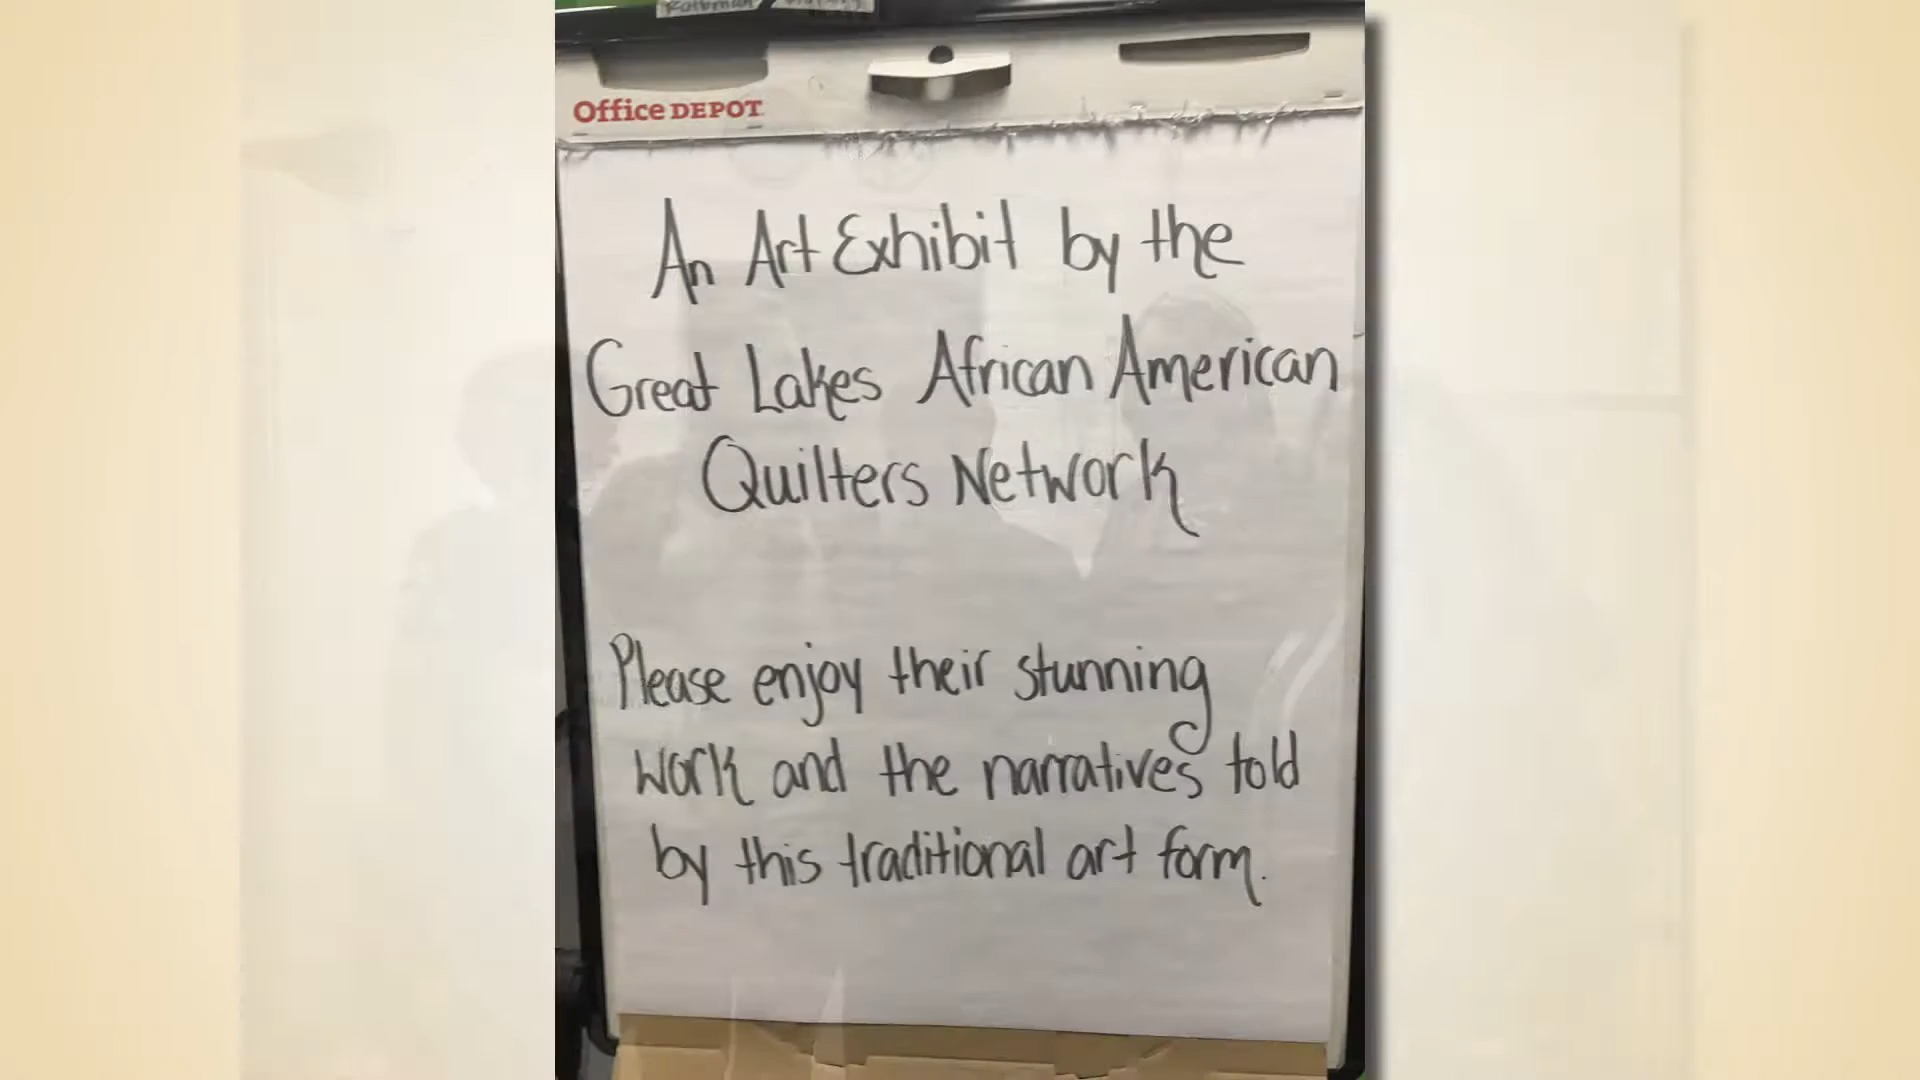 Office DEPOT
An Art Exhibit by the
Great Lakes African American
Quilters Network
Please enjoy their stunning
work and the narratives told
by this traditional art form.